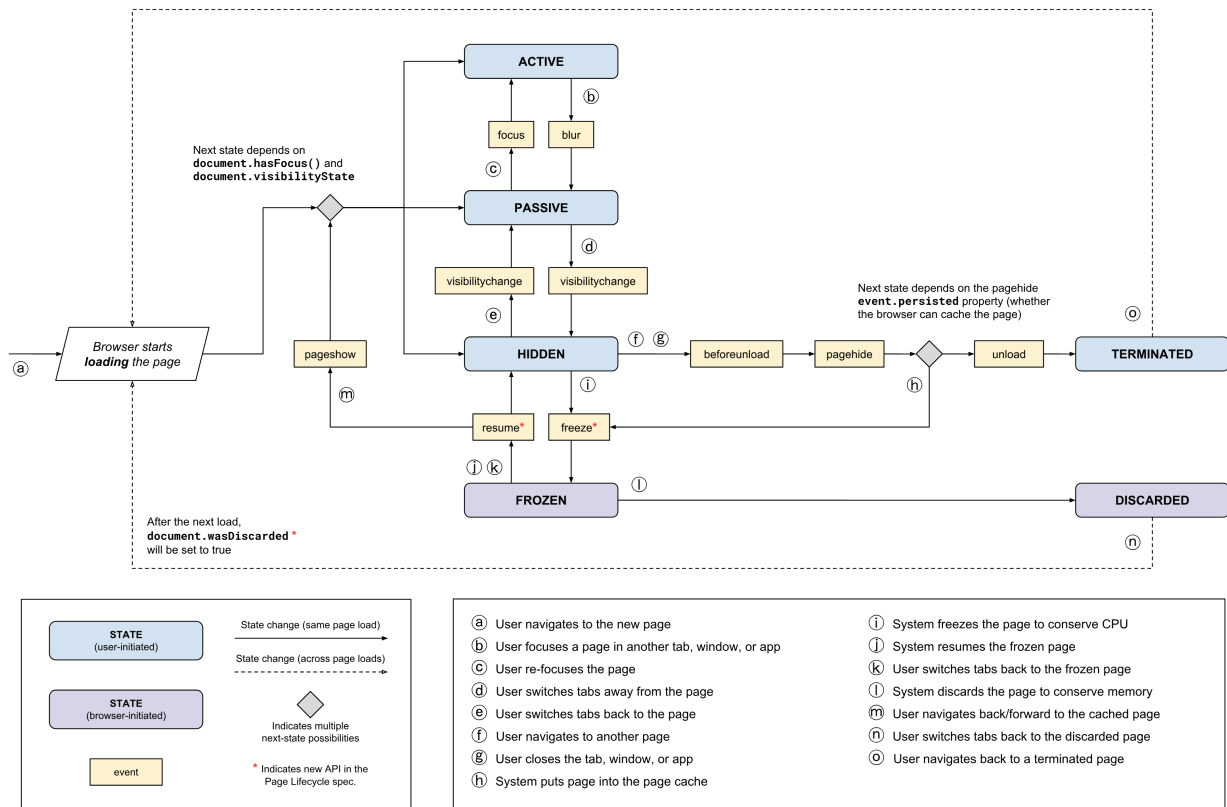 ACTIVE
ⓑ
focus
blur
Next state depends on
document.hasFocus() and
document.visibilityState
ⓒ
PASSIVE
ⓓ
visibilitychange
visibilitychange
Next state depends on the pagehide
event.persisted property (whether
the browser can cache the page)
ⓔ
ⓞ
Browser starts
loading the page
ⓐ
pageshow
HIDDEN
ⓕ ⓖ
beforeunload
pagehide
unload
TERMINATED
ⓘ
ⓗ
ⓜ
resume*
freeze*
ⓙ ⓚ
FROZEN
ⓛ
DISCARDED
After the next load,
document.wasDiscarded *
will be set to true
ⓝ
STATE
(user-initiated)
State change (same page load)
State change (across page loads)
STATE
(browser-initiated)
Indicates multiple
next-state possibilities
event
* Indicates new API in the
Page Lifecycle spec.
ⓐ User navigates to the new page
ⓑ User focuses a page in another tab, window, or app
ⓒ User re-focuses the page
ⓓ User switches tabs away from the page
ⓔ User switches tabs back to the page
ⓕ User navigates to another page
ⓖ User closes the tab, window, or app
ⓗ System puts page into the page cache
ⓘ System freezes the page to conserve CPU
ⓙ System resumes the frozen page
ⓚ User switches tabs back to the frozen page
ⓛ System discards the page to conserve memory
ⓜ User navigates back/forward to the cached page
ⓝ User switches tabs back to the discarded page
ⓞ User navigates back to a terminated page